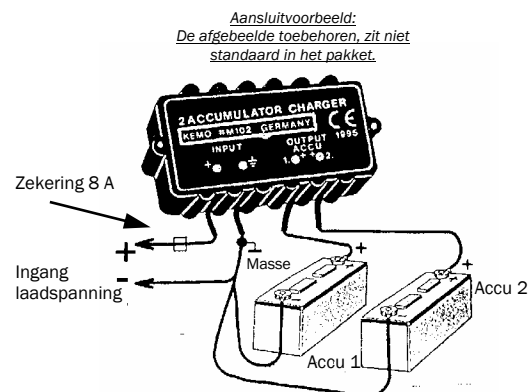 Aansluitvoorbeeld:
De afgebeelde toebehoren, zit niet
standaard in het pakket.
2 ACCUMULATOR CHARGER
KEMO #M102 GERMANY
CE
1995
INPUT
OUTPUT
ACCU
+
1. + + 2.
Zekering 8 A
+
Ingang
laadspanning
-
Masse
+
+
Accu 1
Accu 2